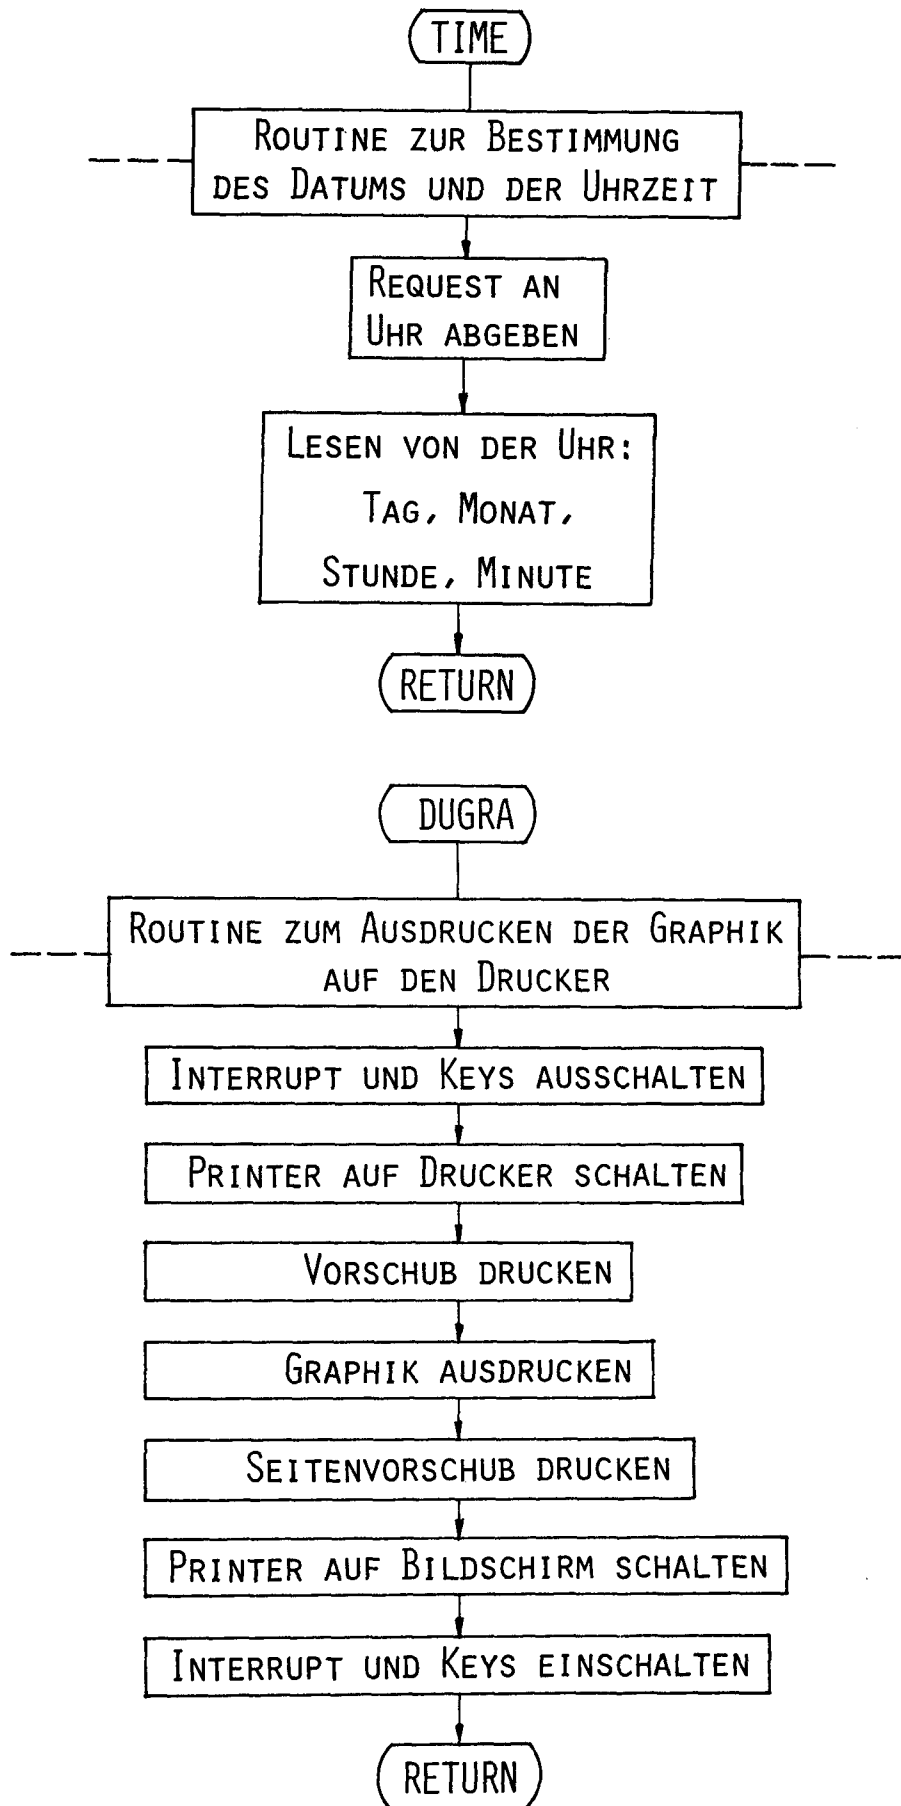 TIME
ROUTINE ZUR BESTIMMUNG
DES DATUMS UND DER UHRZEIT
REQUEST AN
UHR ABGEBEN
LESEN VON DER UHR:
TAG, MONAT,
STUNDE, MINUTE
RETURN
DUGRA
ROUTINE ZUM AUSDRUCKEN DER GRAPHIK
AUF DEN DRUCKER
INTERRUPT UND KEYS AUSSCHALTEN
PRINTER AUF DRUCKER SCHALTEN
VORSCHUB DRUCKEN
GRAPHIK AUSDRUCKEN
SEITENVORSCHUB DRUCKEN
PRINTER AUF BILDSCHIRM SCHALTEN
INTERRUPT UND KEYS EINSCHALTEN
RETURN